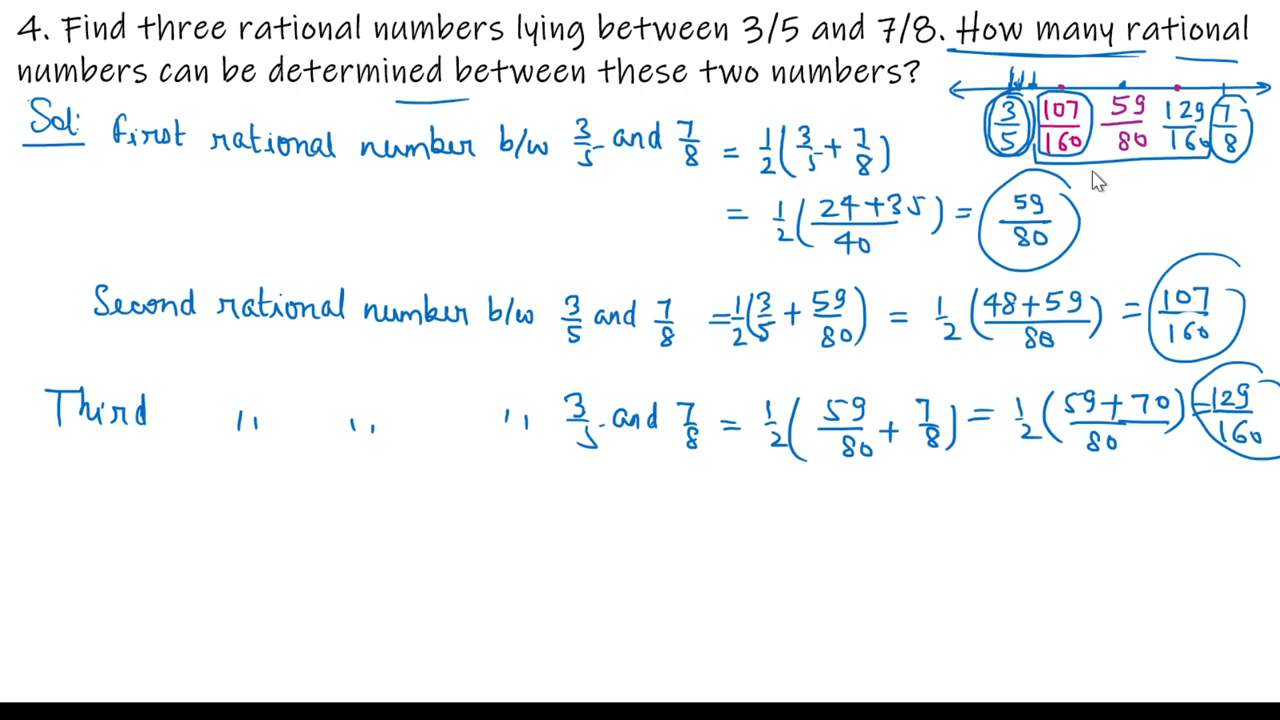 4. Find three rational numbers lying between 3/5 and 7/8. How many rational
numbers can be determined between these two numbers?
3/5 107/160 59/80 129/160 7/8
Sol: first rational number b/w 3/5 and 7/8 = 1/2 (3/5 + 7/8)
= 1/2 (24+35/40) = 59/80
Second rational number b/w 3/5 and 7/8 = 1/2 (3/5 + 59/80) = 1/2 (48+59/80) = 107/160
Third " " " 3/5 and 7/8 = 1/2 (59/80 + 7/8) = 1/2 (59+70/80) = 129/160